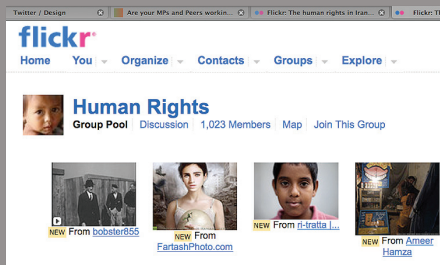 Twitter / Design
Are your MPs and Peers workin...
Flickr: The human rights in Iran...
Flickr: Th
flickr
Home You Organize Contacts Groups Explore
Human Rights
Group Pool Discussion 1,023 Members Map Join This Group
NEW From bobster855
NEW From
FartashPhoto.com
NEW From ri-tratta |...
NEW From Ameer
Hamza